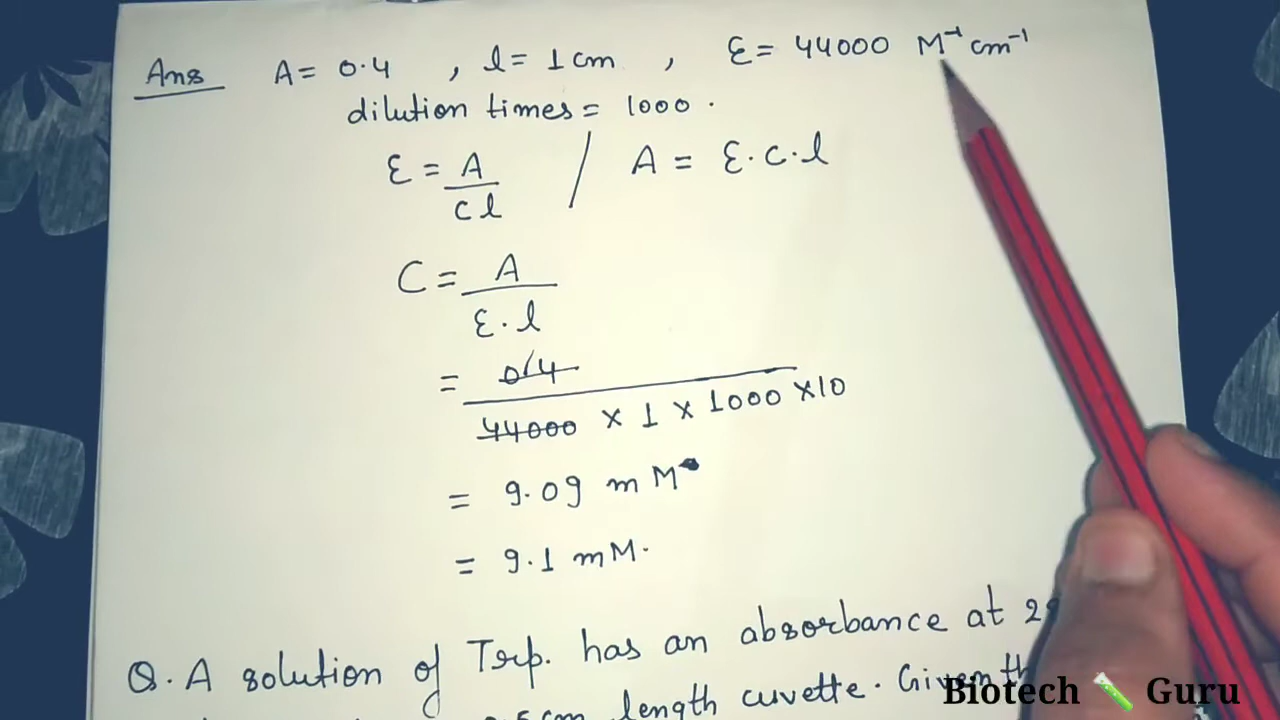 Ans A = 0.4 , l = 1 cm , ε = 44000 M⁻¹ cm⁻¹
dilution times = 1000 .
ε = A / cl / A = ε · c · l
C = A / ε · l
= 0.4 / 44000 × 1 × 1000 × 10
= 9.09 m M
= 9.1 mM.
Q. A solution of Trp. has an absorbance at
length cuvette. Given th
Biotech Guru